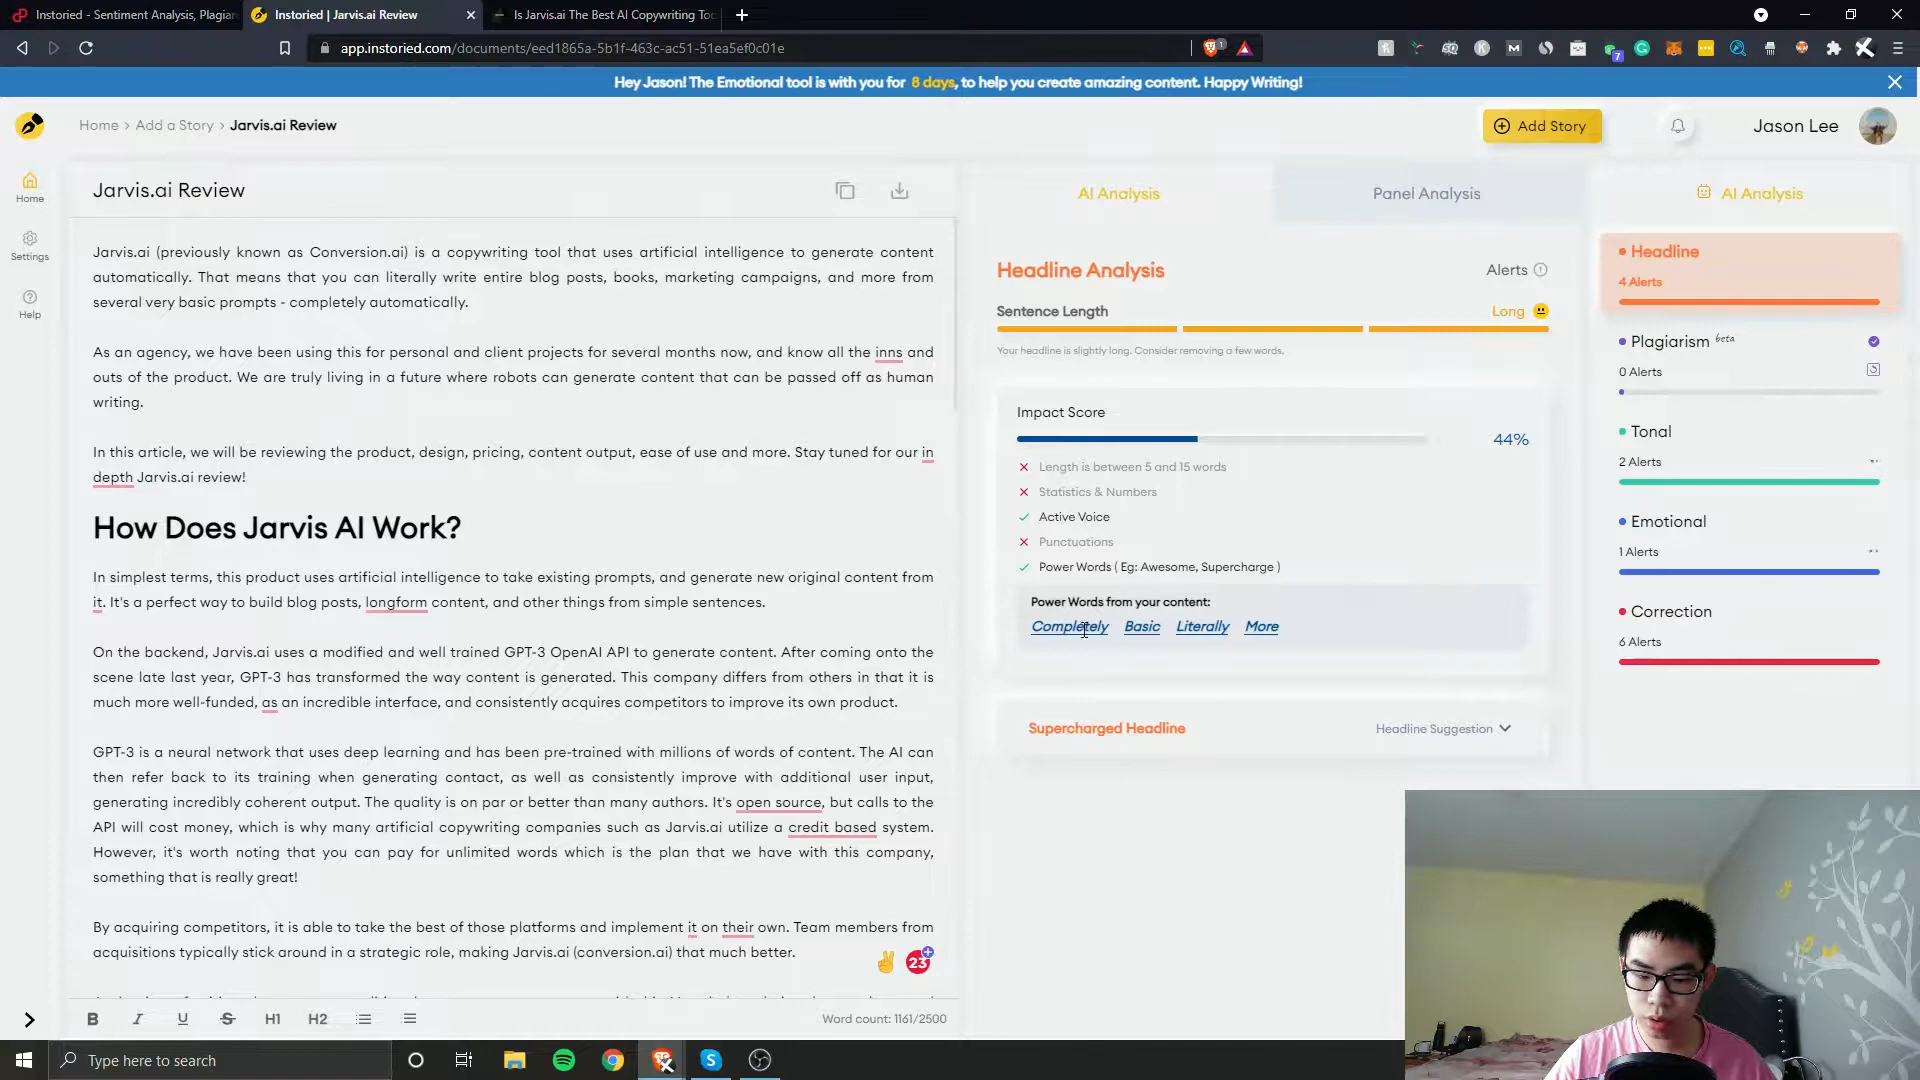 Instoried - Sentiment Analysis, Plagiar
Instoried | Jarvis.ai Review
Is Jarvis.ai The Best AI Copywriting Too
app.instoried.com/documents/eed1865a-5b1f-463c-ac51-51ea5ef0c01e
Hey Jason! The Emotional tool is with you for 8 days, to help you create amazing content. Happy Writing!
Home > Add a Story > Jarvis.ai Review
Add Story
Jason Lee
Home
Settings
Help
Jarvis.ai Review
Jarvis.ai (previously known as Conversion.ai) is a copywriting tool that uses artificial intelligence to generate content
automatically. That means that you can literally write entire blog posts, books, marketing campaigns, and more from
several very basic prompts - completely automatically.
As an agency, we have been using this for personal and client projects for several months now, and know all the inns and
outs of the product. We are truly living in a future where robots can generate content that can be passed off as human
writing.
In this article, we will be reviewing the product, design, pricing, content output, ease of use and more. Stay tuned for our in
depth Jarvis.ai review!
How Does Jarvis AI Work?
In simplest terms, this product uses artificial intelligence to take existing prompts, and generate new original content from
it. It's a perfect way to build blog posts, longform content, and other things from simple sentences.
On the backend, Jarvis.ai uses a modified and well trained GPT-3 OpenAI API to generate content. After coming onto the
scene late last year, GPT-3 has transformed the way content is generated. This company differs from others in that it is
much more well-funded, as an incredible interface, and consistently acquires competitors to improve its own product.
GPT-3 is a neural network that uses deep learning and has been pre-trained with millions of words of content. The AI can
then refer back to its training when generating contact, as well as consistently improve with additional user input,
generating incredibly coherent output. The quality is on par or better than many authors. It's open source, but calls to the
API will cost money, which is why many artificial copywriting companies such as Jarvis.ai utilize a credit based system.
However, it's worth noting that you can pay for unlimited words which is the plan that we have with this company,
something that is really great!
By acquiring competitors, it is able to take the best of those platforms and implement it on their own. Team members from
acquisitions typically stick around in a strategic role, making Jarvis.ai (conversion.ai) that much better.
23
B I U S H1 H2
Word count: 1161/2500
AI Analysis
Panel Analysis
Headline Analysis
Alerts
Sentence Length
Long
Your headline is slightly long. Consider removing a few words.
Impact Score
44%
Length is between 5 and 15 words
Statistics & Numbers
Active Voice
Punctuations
Power Words ( Eg: Awesome, Supercharge )
Power Words from your content:
Completely Basic Literally More
Supercharged Headline
Headline Suggestion
AI Analysis
Headline
4 Alerts
Plagiarism beta
0 Alerts
Tonal
2 Alerts
Emotional
1 Alerts
Correction
6 Alerts
Type here to search